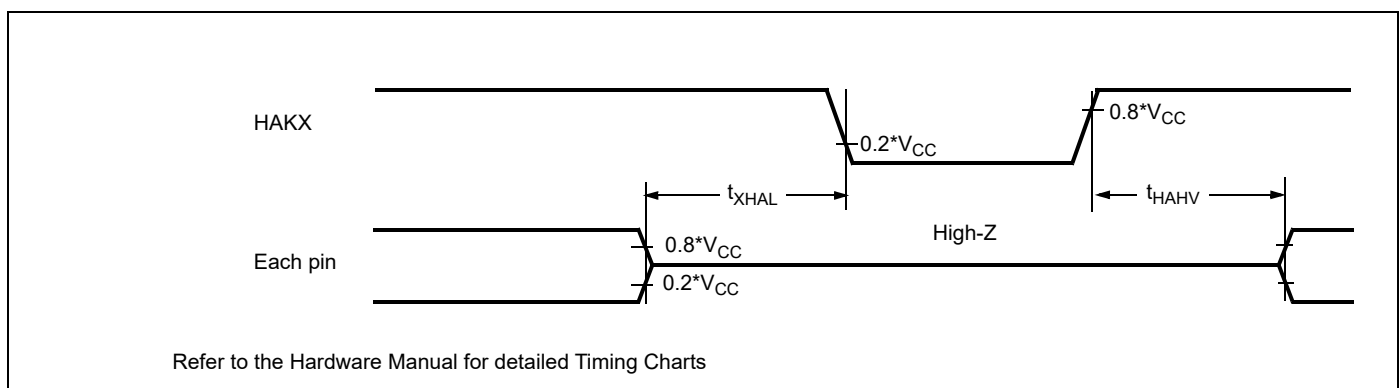 HAKX
0.8*VCC
0.2*VCC
tXHAL
tHAHV
High-Z
Each pin
0.8*VCC
0.2*VCC
Refer to the Hardware Manual for detailed Timing Charts